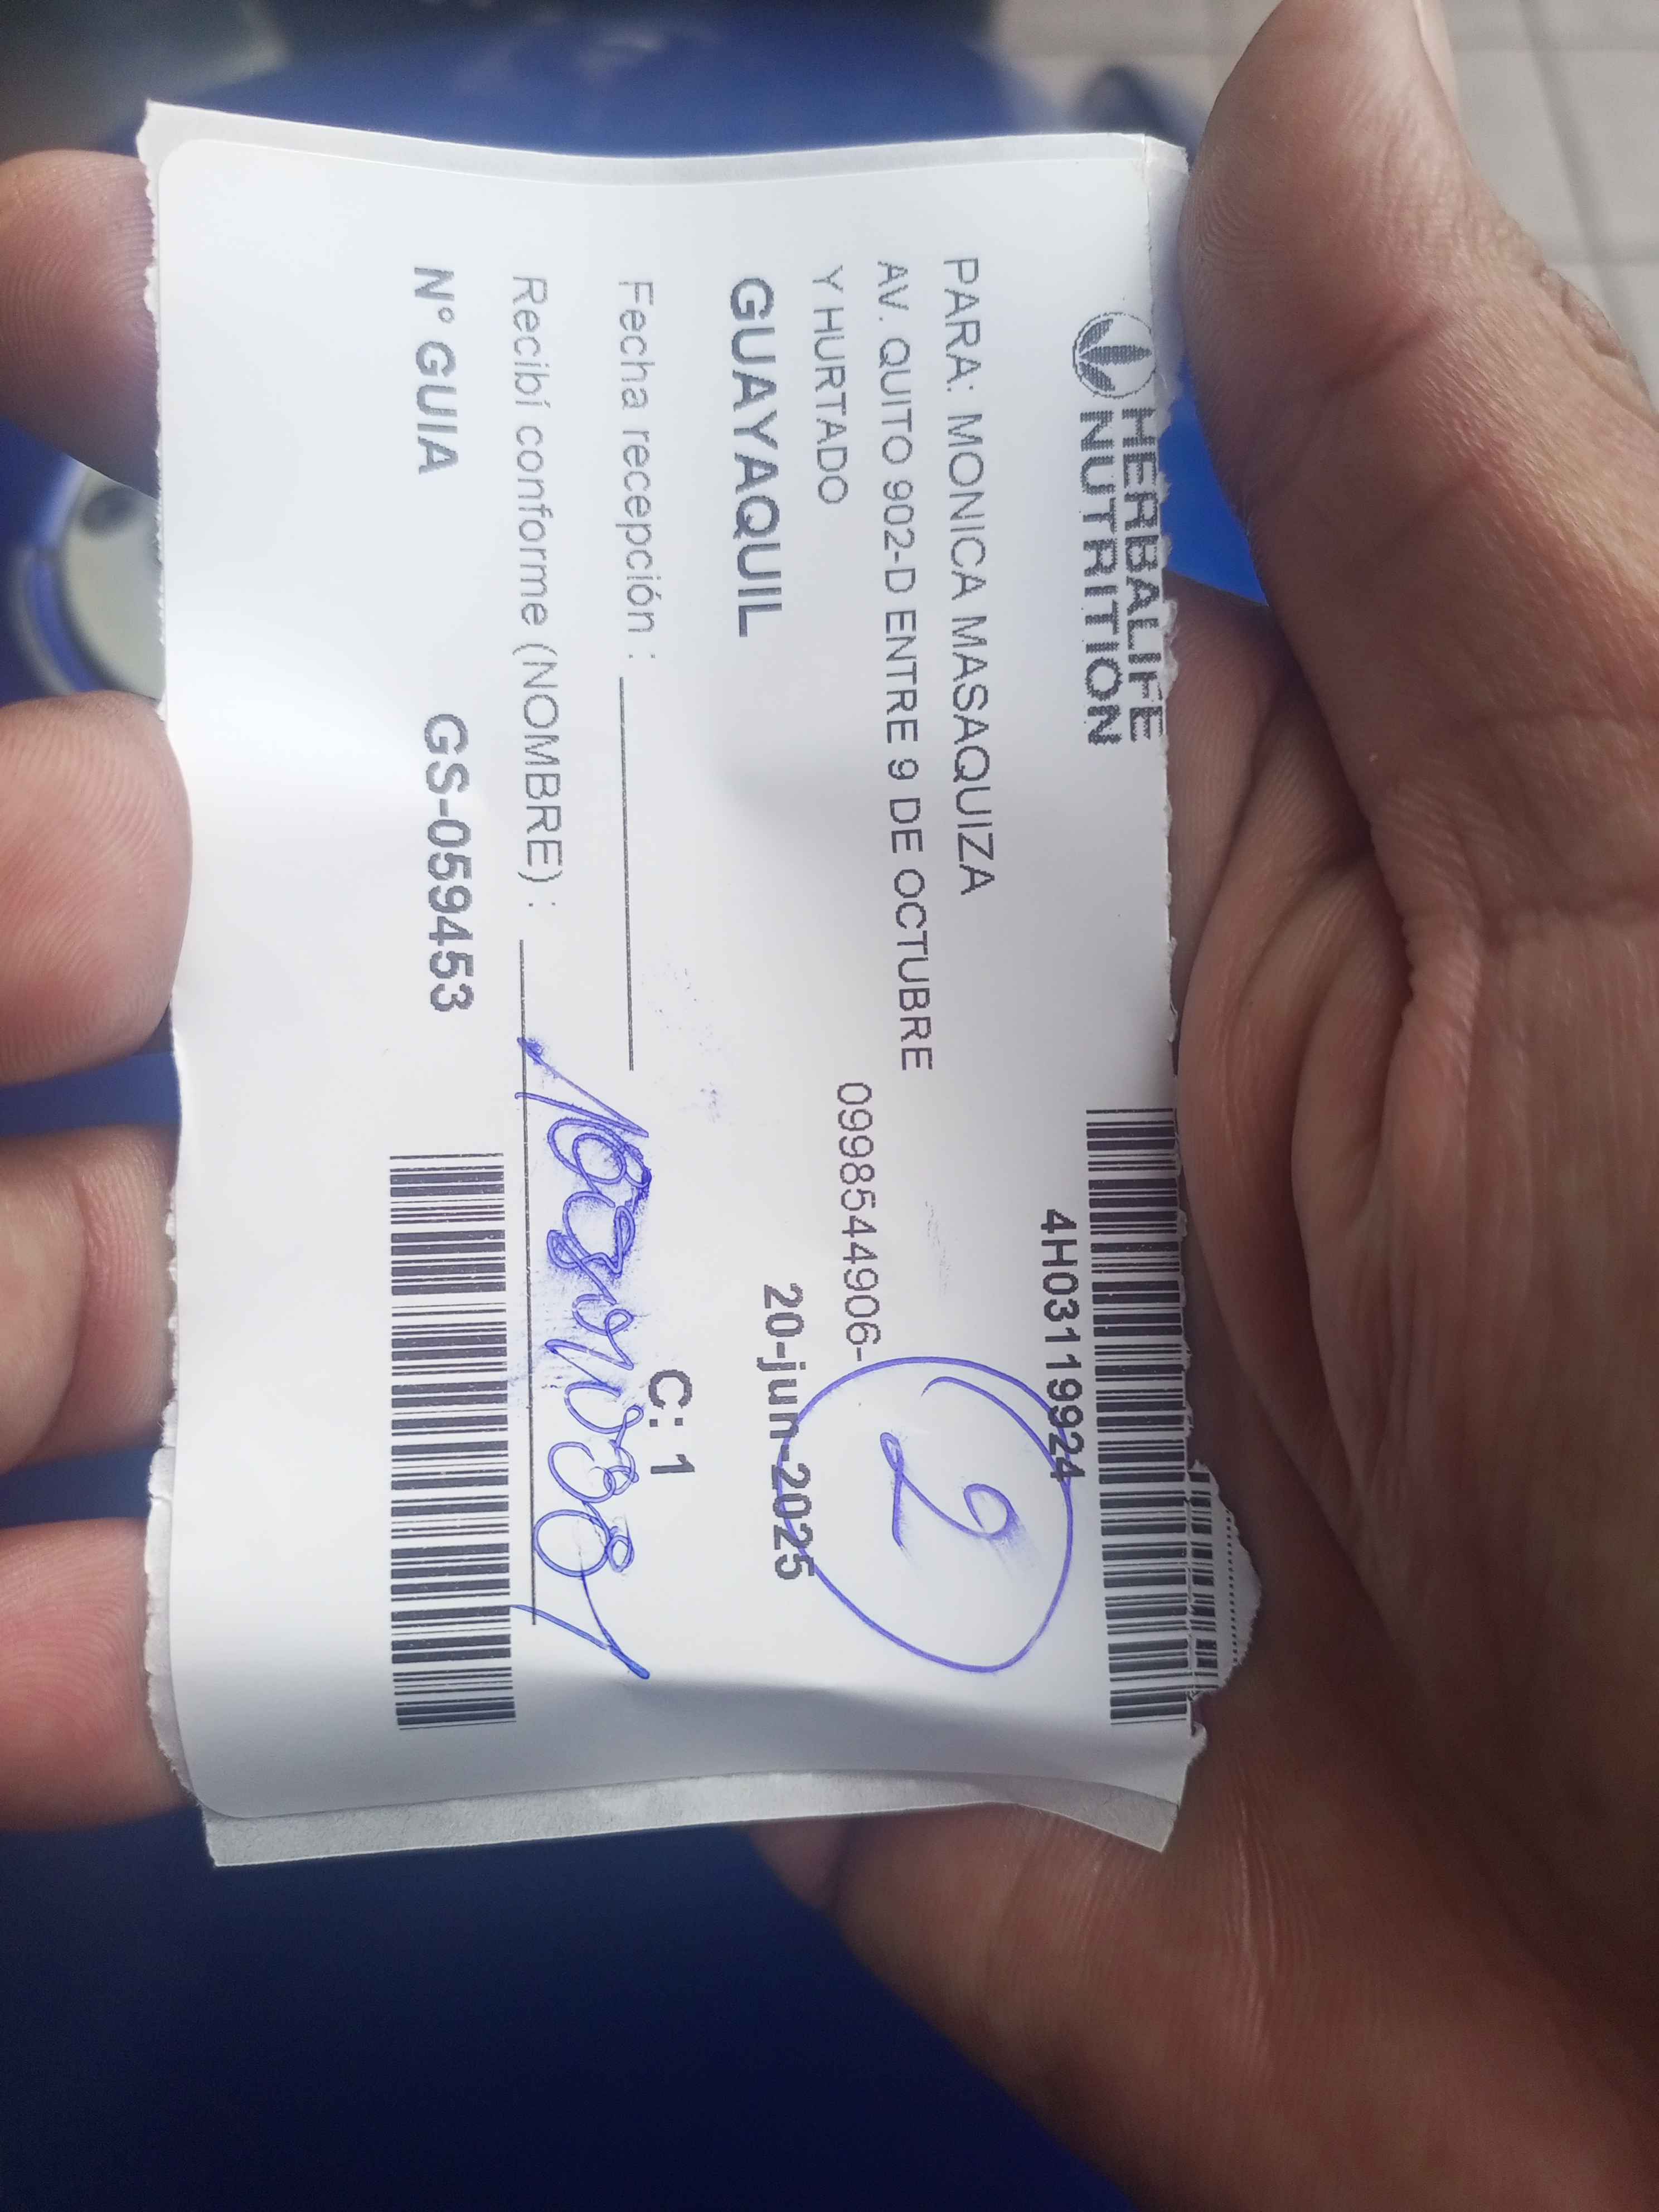 HERBALIFE
NUTRITION
4H03119924
PARA: MONICA MASAQUIZA
AV. QUITO 902-D ENTRE 9 DE OCTUBRE
Y HURTADO
0998544906-
2
GUAYAQUIL
20-jun-2025
Fecha recepción :
C: 1
Recibí conforme (NOMBRE) :
N° GUIA
GS-059453